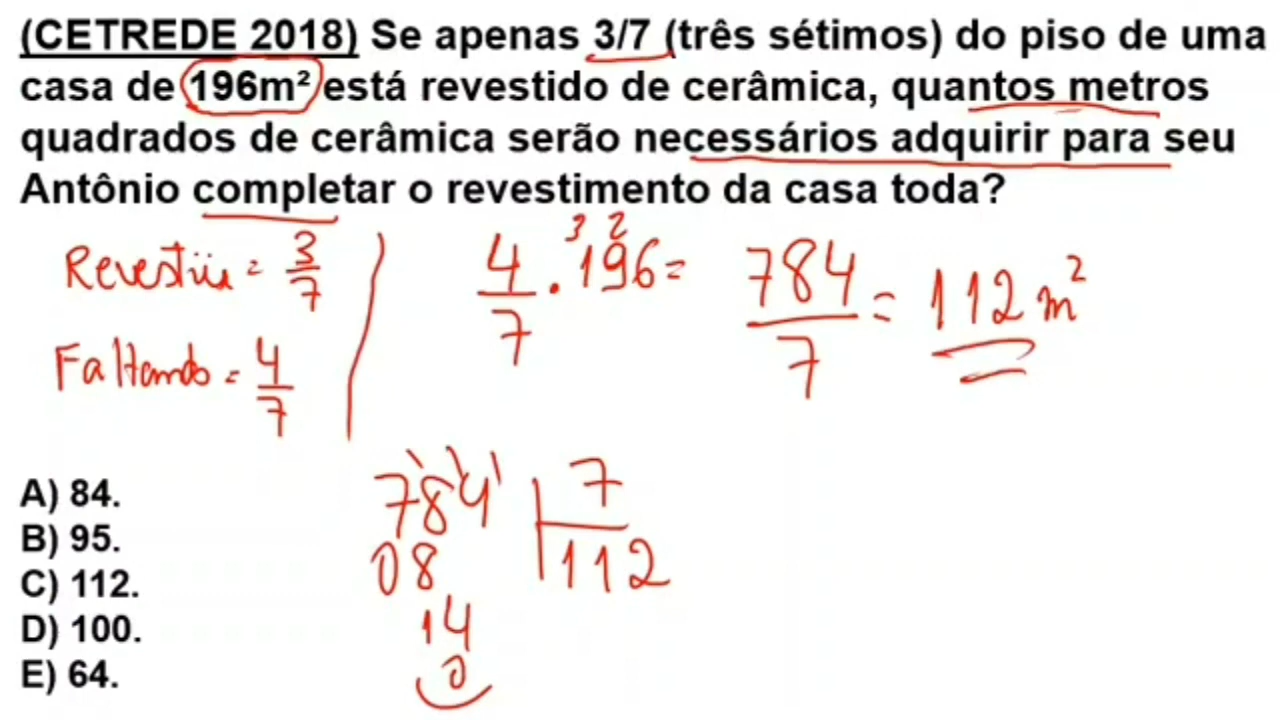 (CETREDE 2018) Se apenas 3/7 (três sétimos) do piso de uma
casa de 196m² está revestido de cerâmica, quantos metros
quadrados de cerâmica serão necessários adquirir para seu
Antônio completar o revestimento da casa toda?
3 2
Revestiu = 3/7
4/7 . 196 = 784/7 = 112 m²
Faltando = 4/7
784 7
08 112
14
0
A) 84.
B) 95.
C) 112.
D) 100.
E) 64.